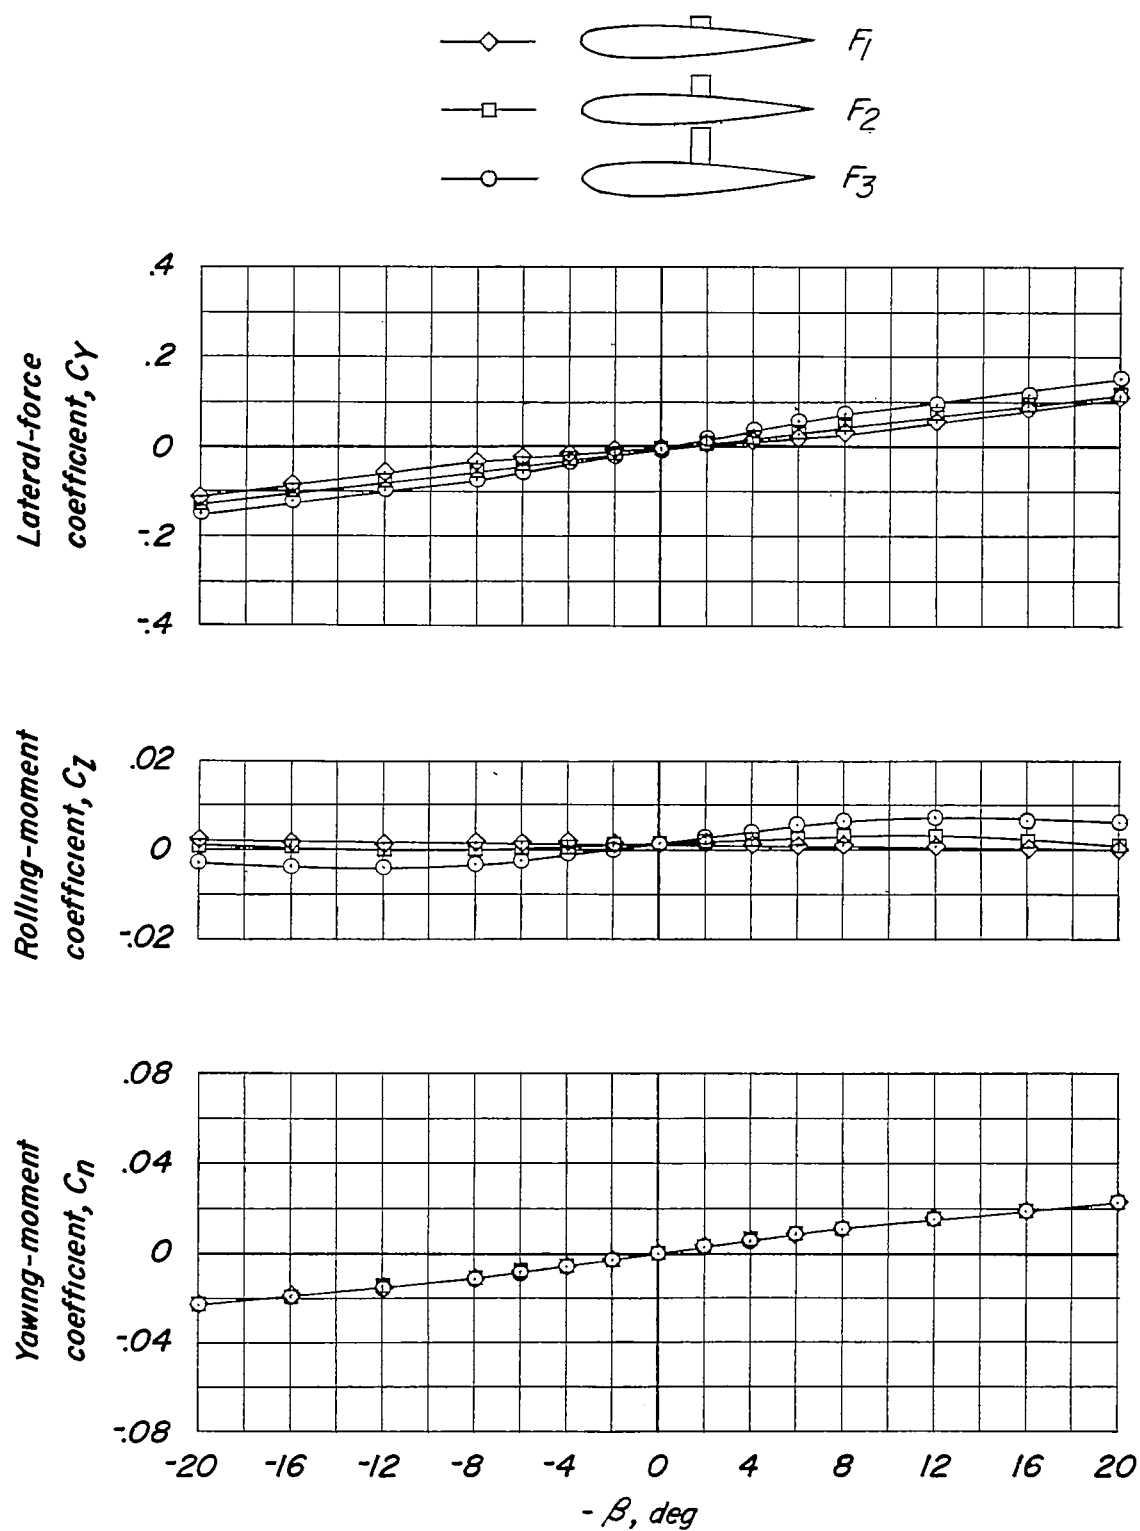 F1
F2
F3
.4
.2
0
-.2
-.4
Lateral-force
coefficient, CY
.02
0
-.02
Rolling-moment
coefficient, Cl
.08
.04
0
-.04
-.08
Yawing-moment
coefficient, Cn
-20 -16 -12 -8 -4 0 4 8 12 16 20
- β, deg